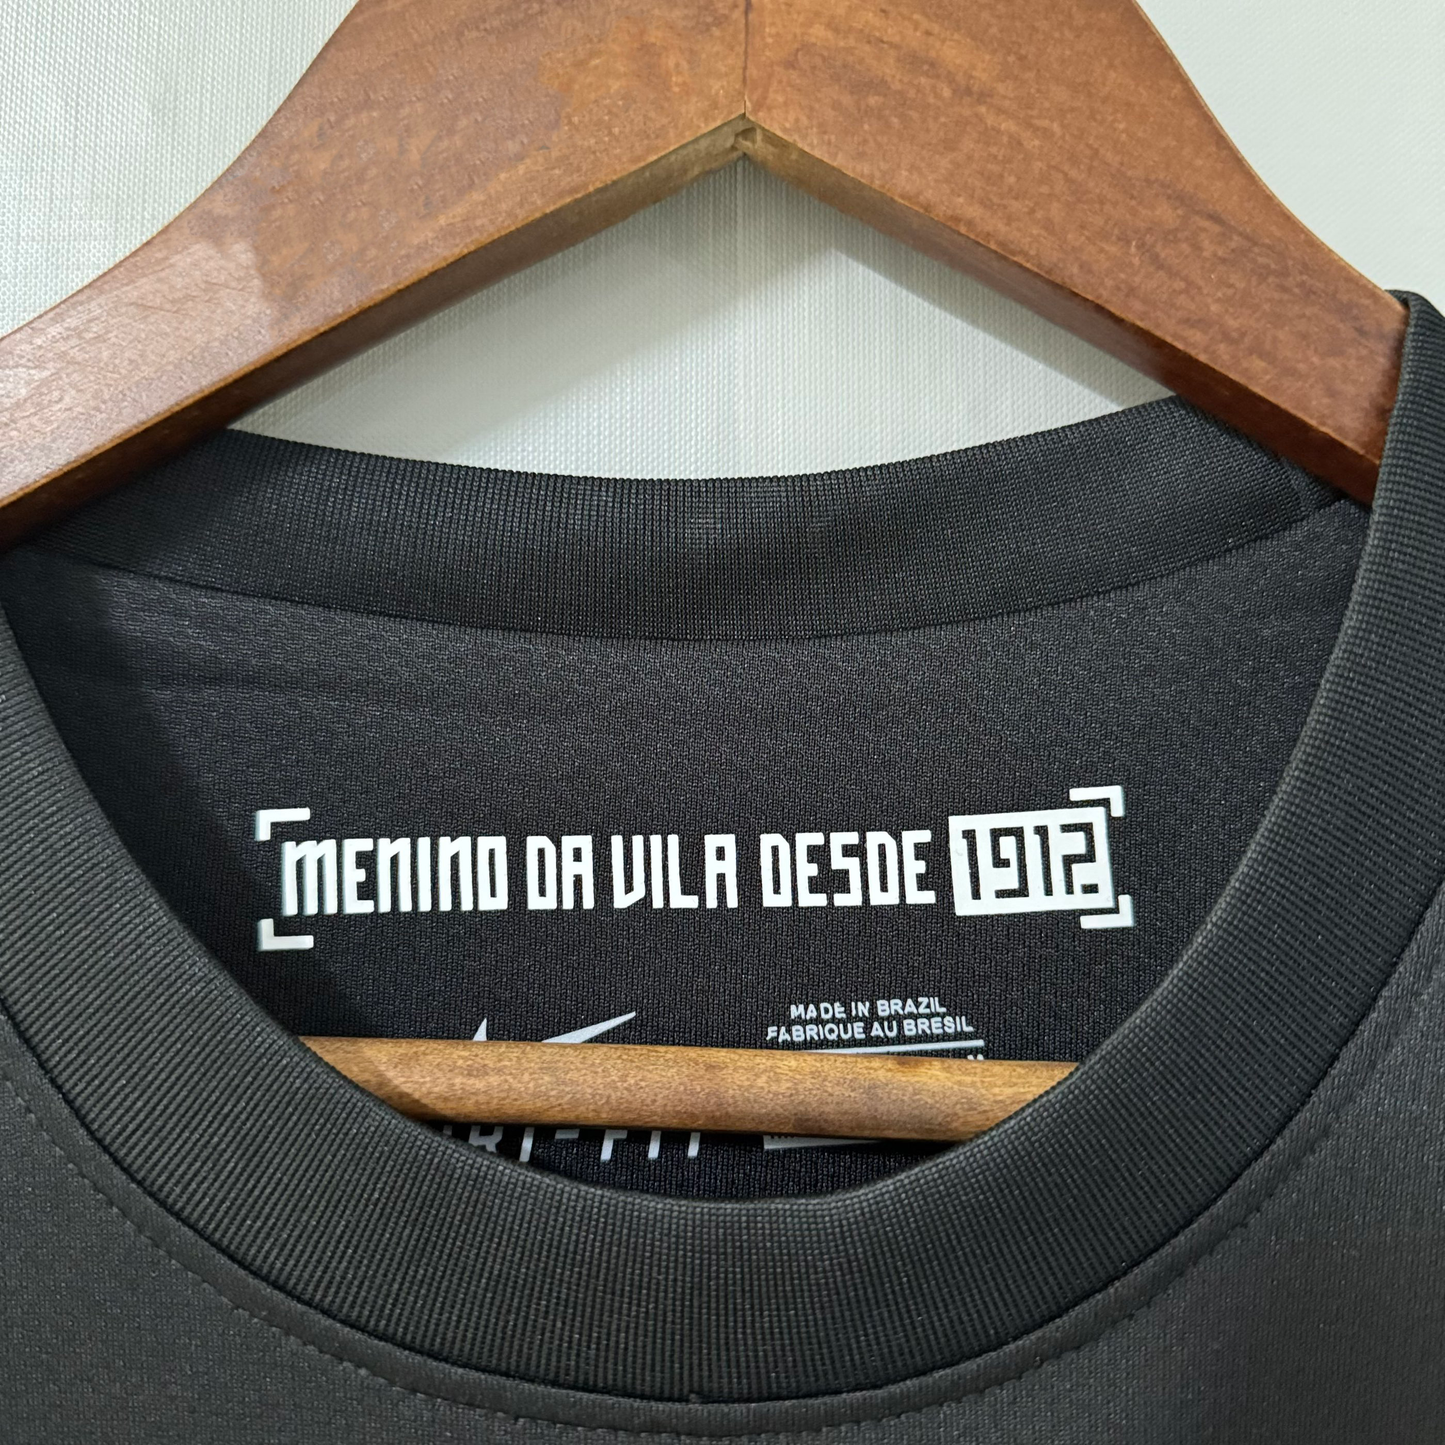 MENINO DA VILA DESDE 1912
MADE IN BRAZIL
FABRIQUE AU BRESIL